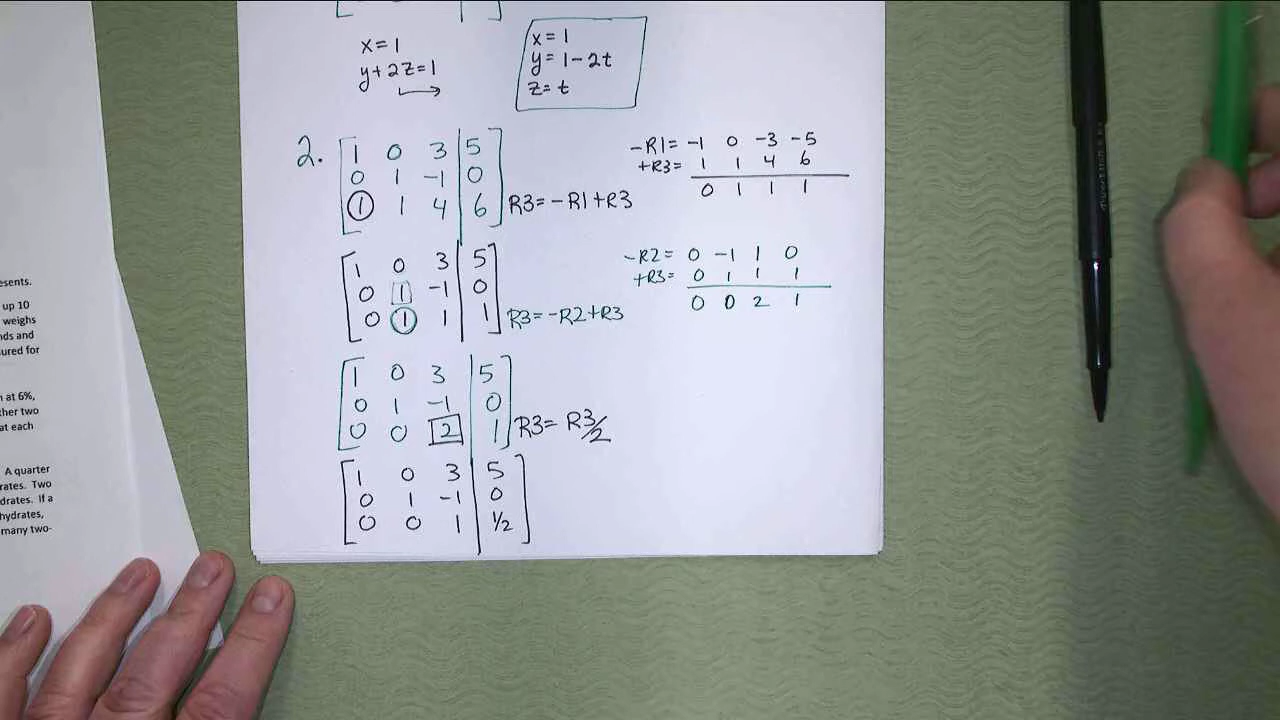 x=1
y+2z=1
x=1
y=1-2t
z=t
2.
1 0 3 5
0 1 -1 0
1 1 4 6 R3=-R1+R3
-R1= -1 0 -3 -5
+R3= 1 1 4 6
0 1 1 1
1 0 3 5
0 1 -1 0
0 1 1 1 R3=-R2+R3
-R2= 0 -1 1 0
+R3= 0 1 1 1
0 0 2 1
1 0 3 5
0 1 -1 0
0 0 2 1 R3= R3/2
1 0 3 5
0 1 -1 0
0 0 1 1/2
esents.
up 10
weighs
nds and
sured for
n at 6%,
ther two
at each
A quarter
rates. Two
drates. If a
hydrates,
many two-